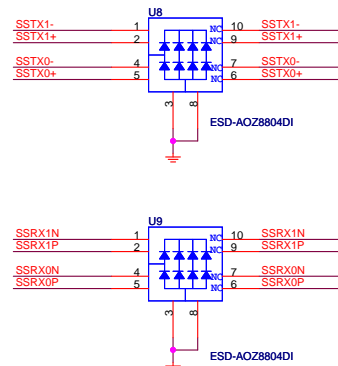 U8
SSTX1- 1 NC 10 SSTX1-
SSTX1+ 2 NC 9 SSTX1+
SSTX0- 4 NC 7 SSTX0-
SSTX0+ 5 NC 6 SSTX0+
3 8
ESD-AOZ8804DI
U9
SSRX1N 1 NC 10 SSRX1N
SSRX1P 2 NC 9 SSRX1P
SSRX0N 4 NC 7 SSRX0N
SSRX0P 5 NC 6 SSRX0P
3 8
ESD-AOZ8804DI